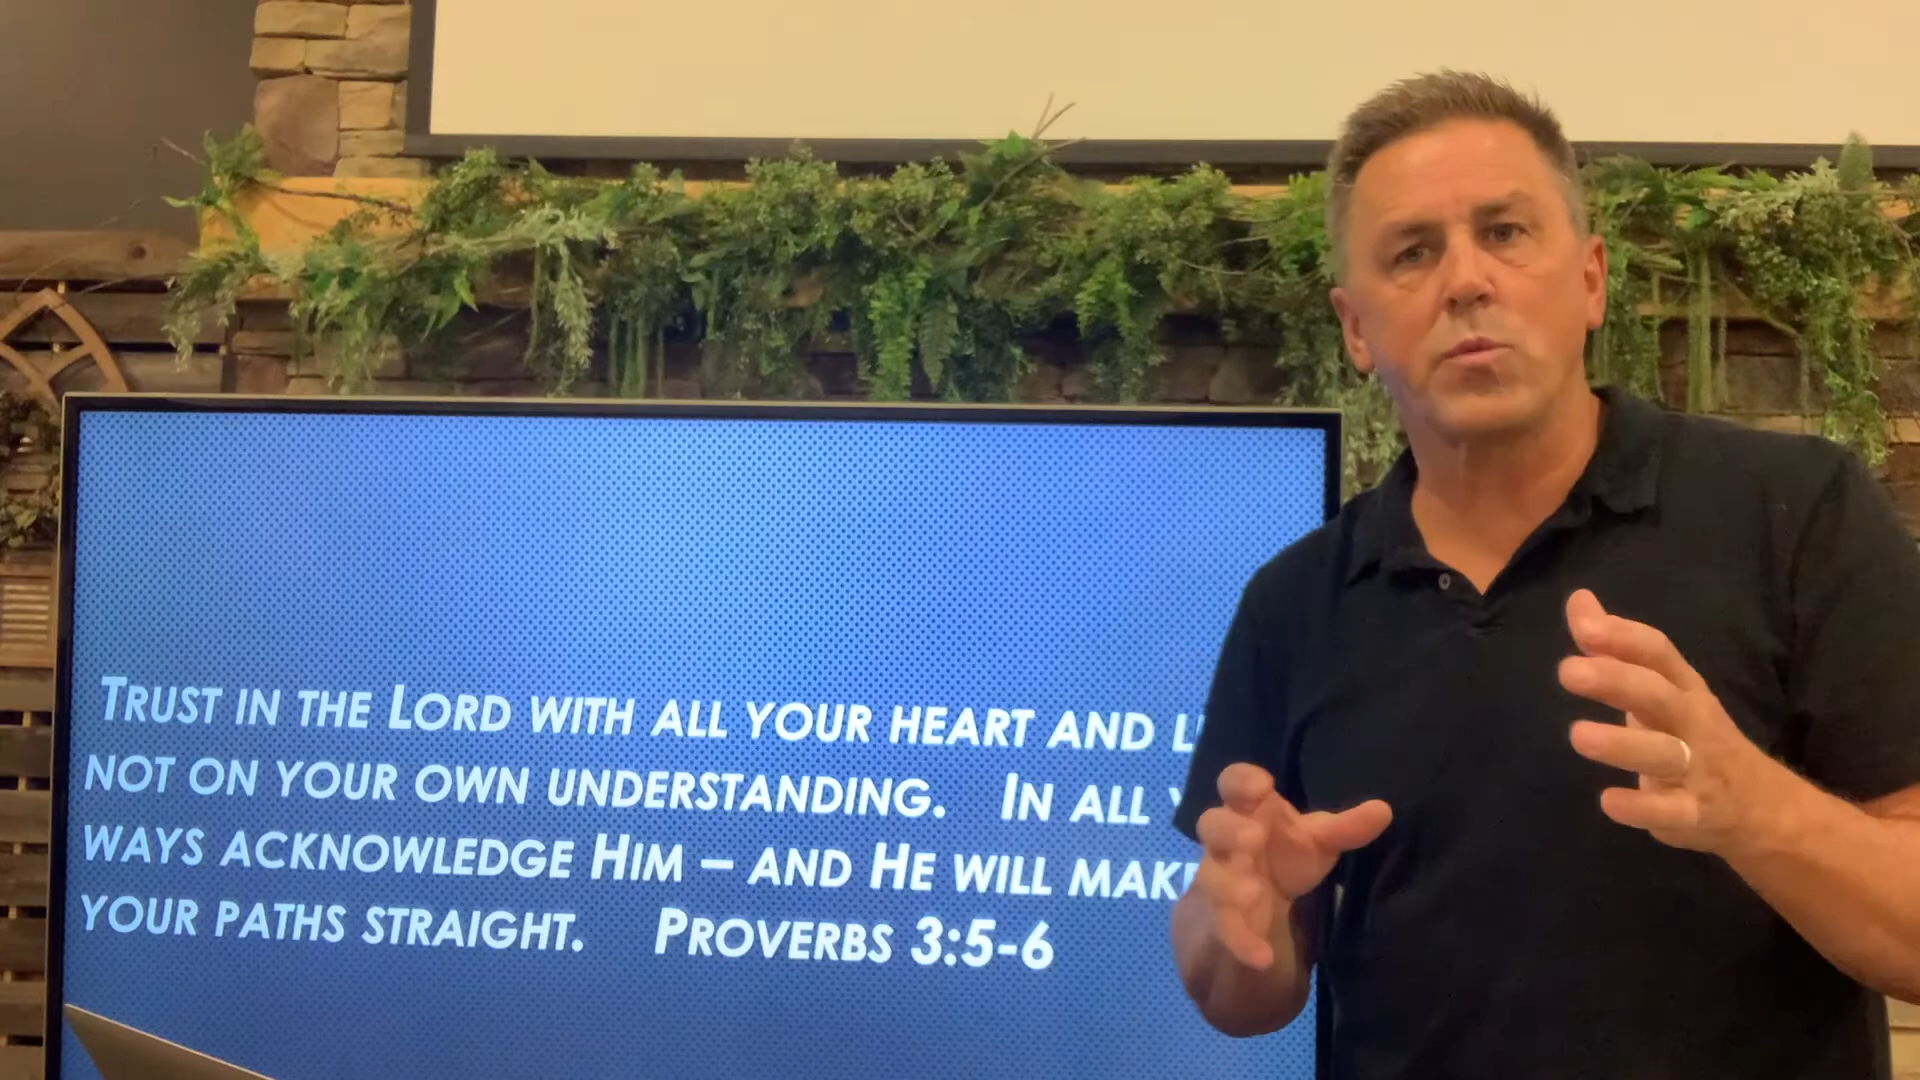 Trust in the Lord with all your heart and
not on your own understanding. In all
ways acknowledge Him – and He will make
your paths straight. Proverbs 3:5-6